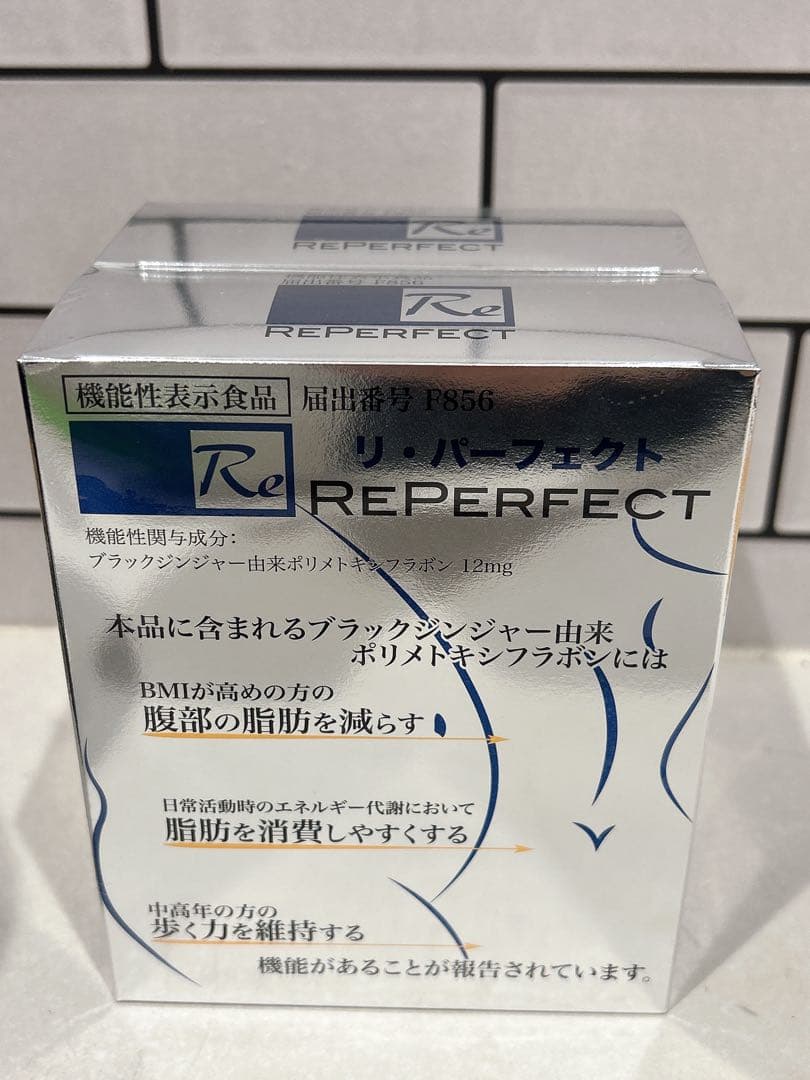 Re
REPERFECT
届出番号 F856
Re
REPERFECT
機能性表示食品 届出番号 F856
Re
リ・パーフェクト
REPERFECT
機能性関与成分:
ブラックジンジャー由来ポリメトキシフラボン 12mg
本品に含まれるブラックジンジャー由来
ポリメトキシフラボンには
BMIが高めの方の
腹部の脂肪を減らす
日常活動時のエネルギー代謝において
脂肪を消費しやすくする
中高年の方の
歩く力を維持する
機能があることが報告されています。